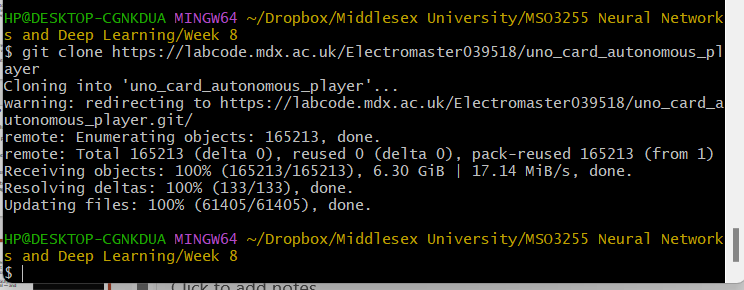 HP@DESKTOP-CGNKDUA MINGW64 ~/Dropbox/Middlesex University/MSO3255 Neural Network
s and Deep Learning/Week 8
$ git clone https://labcode.mdx.ac.uk/Electromaster039518/uno_card_autonomous_pl
ayer
Cloning into 'uno_card_autonomous_player'...
warning: redirecting to https://labcode.mdx.ac.uk/Electromaster039518/uno_card_a
utonomous_player.git/
remote: Enumerating objects: 165213, done.
remote: Total 165213 (delta 0), reused 0 (delta 0), pack-reused 165213 (from 1)
Receiving objects: 100% (165213/165213), 6.30 GiB | 17.14 MiB/s, done.
Resolving deltas: 100% (133/133), done.
Updating files: 100% (61405/61405), done.
HP@DESKTOP-CGNKDUA MINGW64 ~/Dropbox/Middlesex University/MSO3255 Neural Network
s and Deep Learning/Week 8
$
Click to add notes